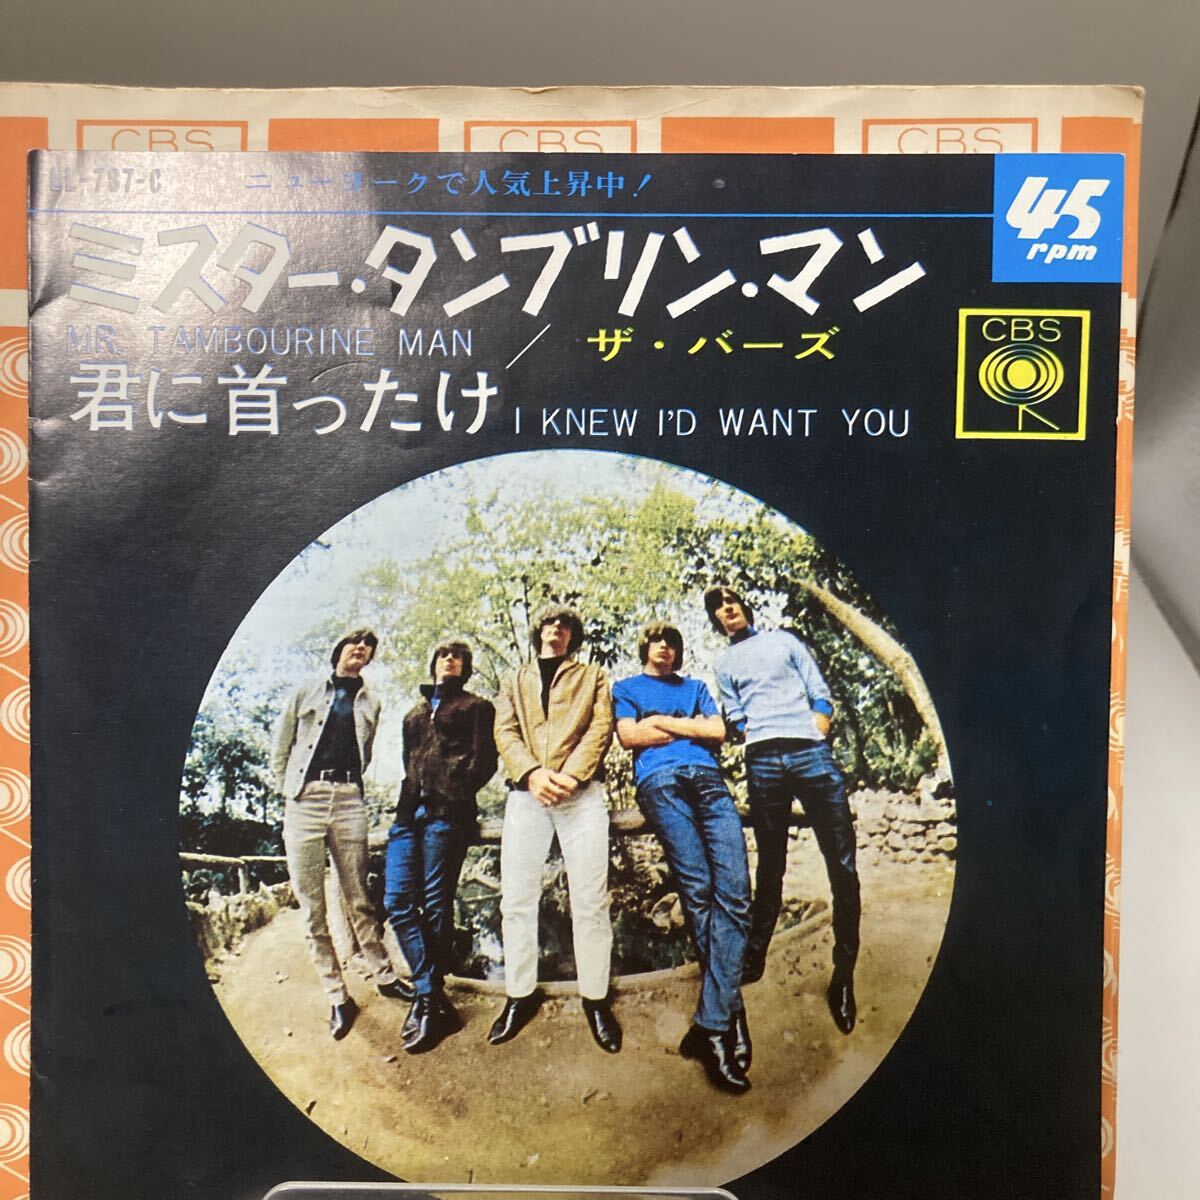 CBS CBS CBS
LL-787-C ニューヨークで人気上昇中!
45 rpm
ミスター・タンブリン・マン
MR. TAMBOURINE MAN / ザ・バーズ
CBS
君に首ったけ I KNEW I'D WANT YOU